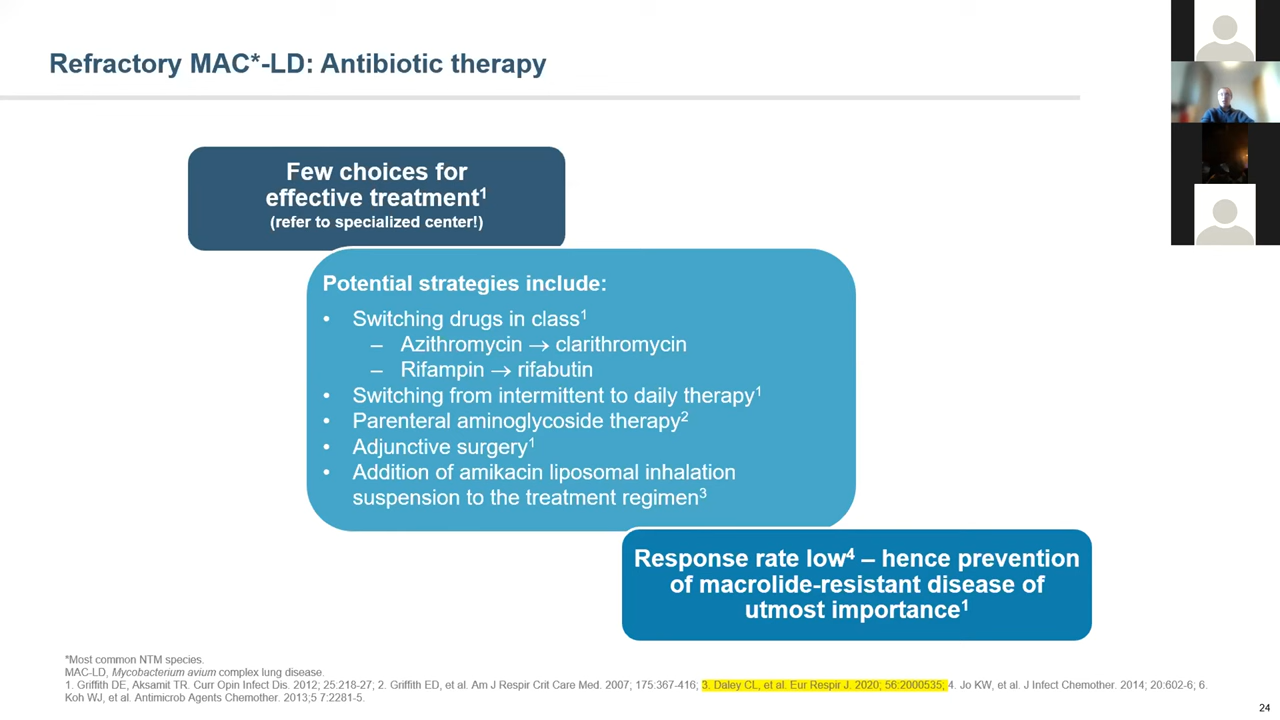 Refractory MAC*-LD: Antibiotic therapy
Few choices for
effective treatment1
(refer to specialized center!)
Potential strategies include:
• Switching drugs in class1
– Azithromycin → clarithromycin
– Rifampin → rifabutin
• Switching from intermittent to daily therapy1
• Parenteral aminoglycoside therapy2
• Adjunctive surgery1
• Addition of amikacin liposomal inhalation
suspension to the treatment regimen3
Response rate low4 – hence prevention
of macrolide-resistant disease of
utmost importance1
*Most common NTM species.
MAC-LD, Mycobacterium avium complex lung disease.
1. Griffith DE, Aksamit TR. Curr Opin Infect Dis. 2012; 25:218-27; 2. Griffith ED, et al. Am J Respir Crit Care Med. 2007; 175:367-416; 3. Daley CL, et al. Eur Respir J. 2020; 56:2000535; 4. Jo KW, et al. J Infect Chemother. 2014; 20:602-6; 6.
Koh WJ, et al. Antimicrob Agents Chemother. 2013;5 7:2281-5.
24